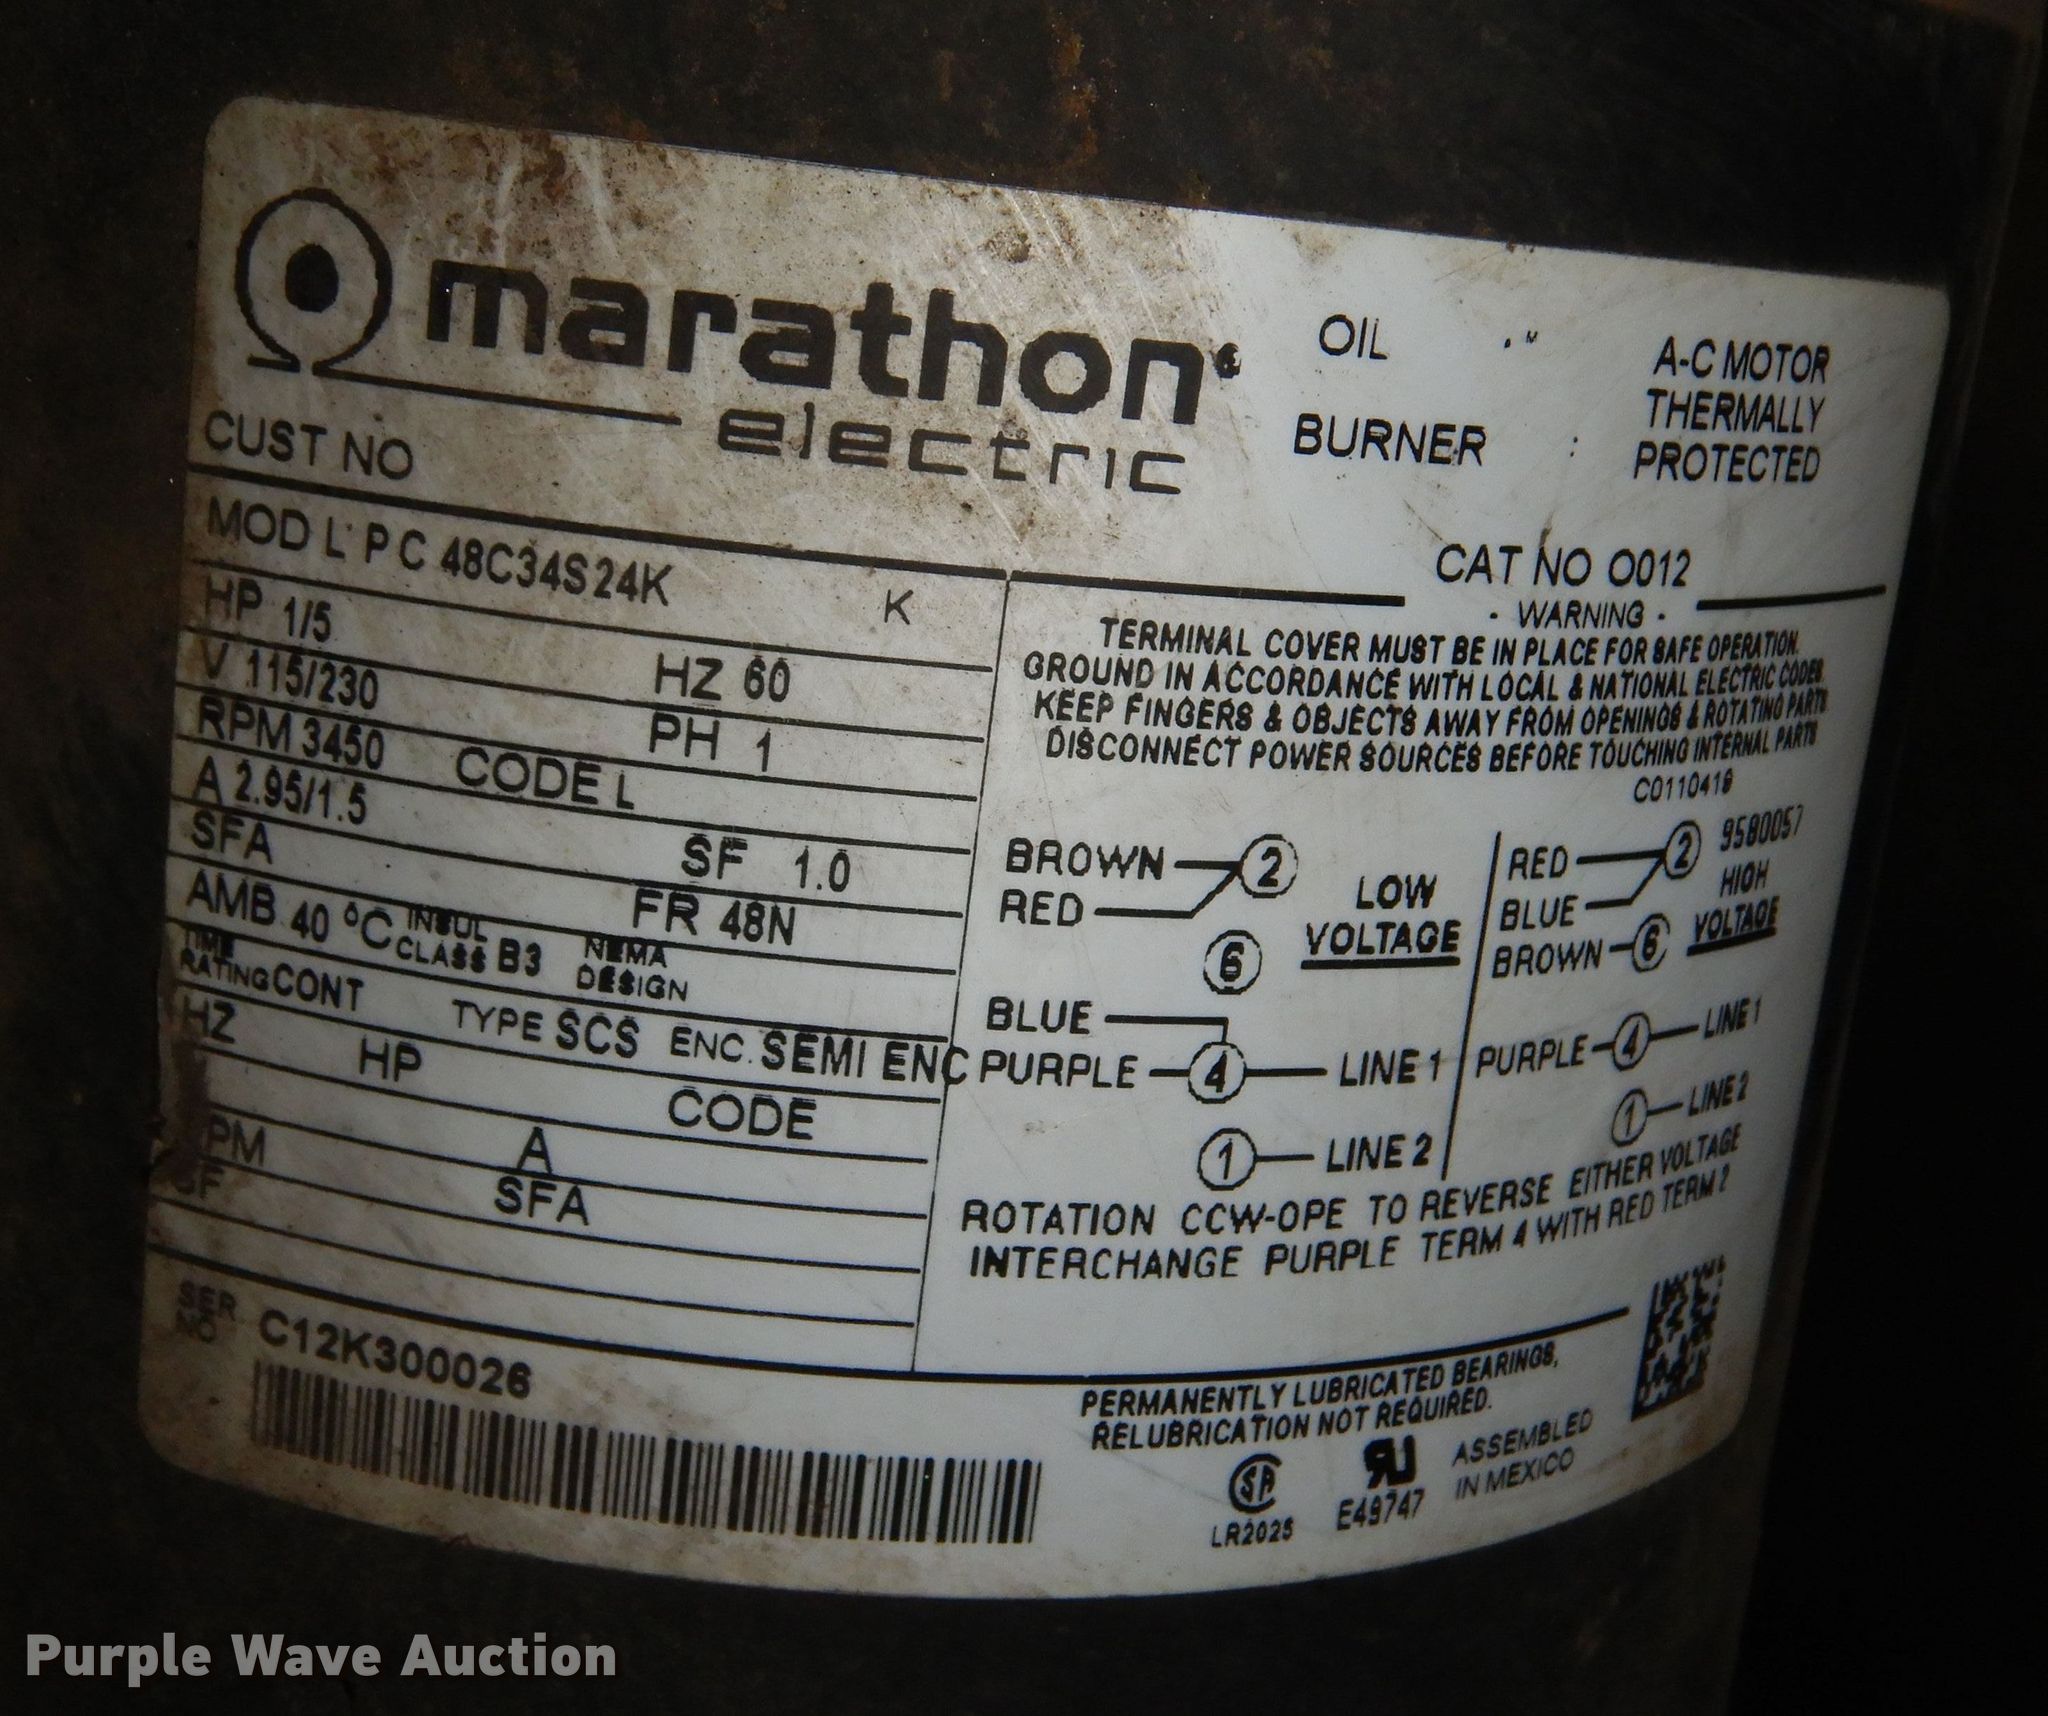 marathon
electric
OIL
BURNER
A-C MOTOR
THERMALLY
PROTECTED
CUST NO
CAT NO O012
MOD L P C 48C34S24K K
HP 1/5 HZ 60
V 115/230 PH 1
RPM 3450 CODE L
A 2.95/1.5 SF 1.0
SFA FR 48N
AMB 40 °C INSUL CLASS B3 NEMA DESIGN
TIME RATING CONT TYPE SCS ENC. SEMI ENC
HZ HP CODE
A
SF SFA
- WARNING -
TERMINAL COVER MUST BE IN PLACE FOR SAFE OPERATION.
GROUND IN ACCORDANCE WITH LOCAL & NATIONAL ELECTRIC CODES
KEEP FINGERS & OBJECTS AWAY FROM OPENINGS & ROTATING PARTS
DISCONNECT POWER SOURCES BEFORE TOUCHING INTERNAL PARTS
C0110418
BROWN 2
RED
LOW
VOLTAGE
6
BLUE
PURPLE 4 LINE 1
1 LINE 2
9580057
RED 2
BLUE
HIGH
VOLTAGE
BROWN 6
PURPLE 4 LINE 1
1 LINE 2
ROTATION CCW-OPE TO REVERSE EITHER VOLTAGE
INTERCHANGE PURPLE TERM 4 WITH RED TERM 2
SER
NO
C12K300026
PERMANENTLY LUBRICATED BEARINGS,
RELUBRICATION NOT REQUIRED.
LR2025
E49747
ASSEMBLED
IN MEXICO
Purple Wave Auction